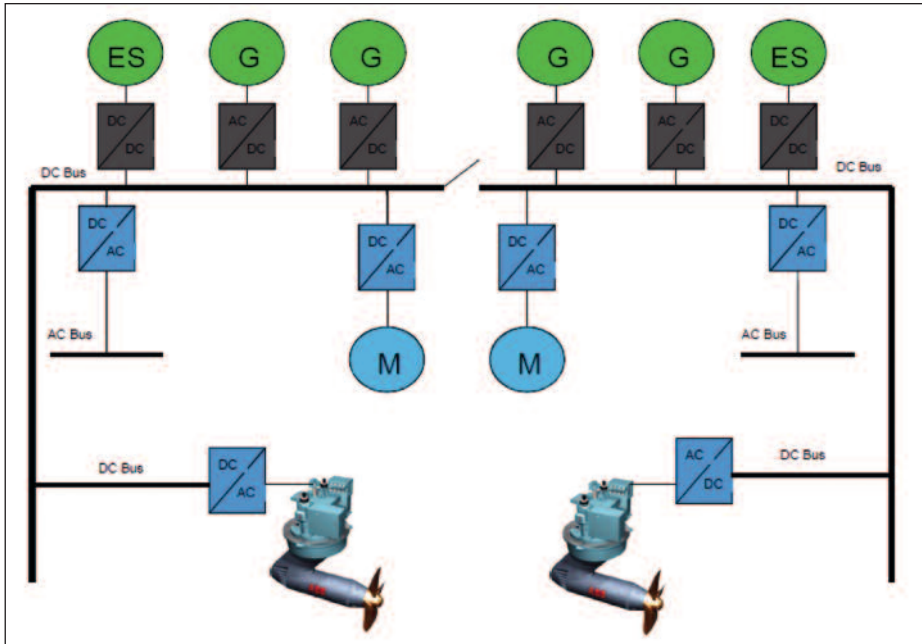 ES G G G G ES
DC AC AC AC AC DC
DC DC DC DC DC DC
DC Bus DC Bus
DC DC DC DC
AC AC AC AC
AC Bus AC Bus
M M
DC Bus DC AC AC DC DC Bus